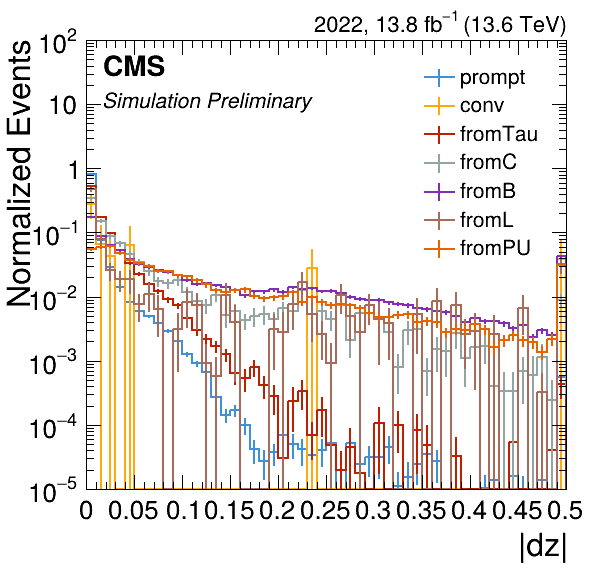 2022, 13.8 fb⁻¹ (13.6 TeV)
CMS
Simulation Preliminary
prompt
conv
fromTau
fromC
fromB
fromL
fromPU
Normalized Events
10²
10
1
10⁻¹
10⁻²
10⁻³
10⁻⁴
10⁻⁵
0 0.05 0.1 0.15 0.2 0.25 0.3 0.35 0.4 0.45 0.5
|dz|